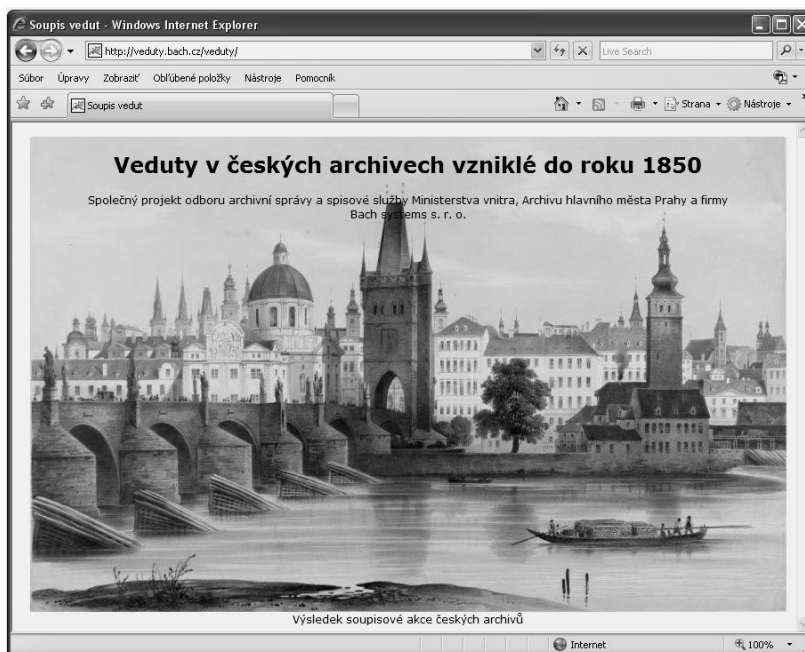 Soupis vedut - Windows Internet Explorer
http://veduty.bach.cz/veduty/
Live Search
Súbor Úpravy Zobraziť Obľúbené položky Nástroje Pomocník
Soupis vedut
Strana
Nástroje
Veduty v českých archivech vzniklé do roku 1850
Společný projekt odboru archivní správy a spisové služby Ministerstva vnitra, Archivu hlavního města Prahy a firmy
Bach systems s. r. o.
Výsledek soupisové akce českých archivů
Internet
100%